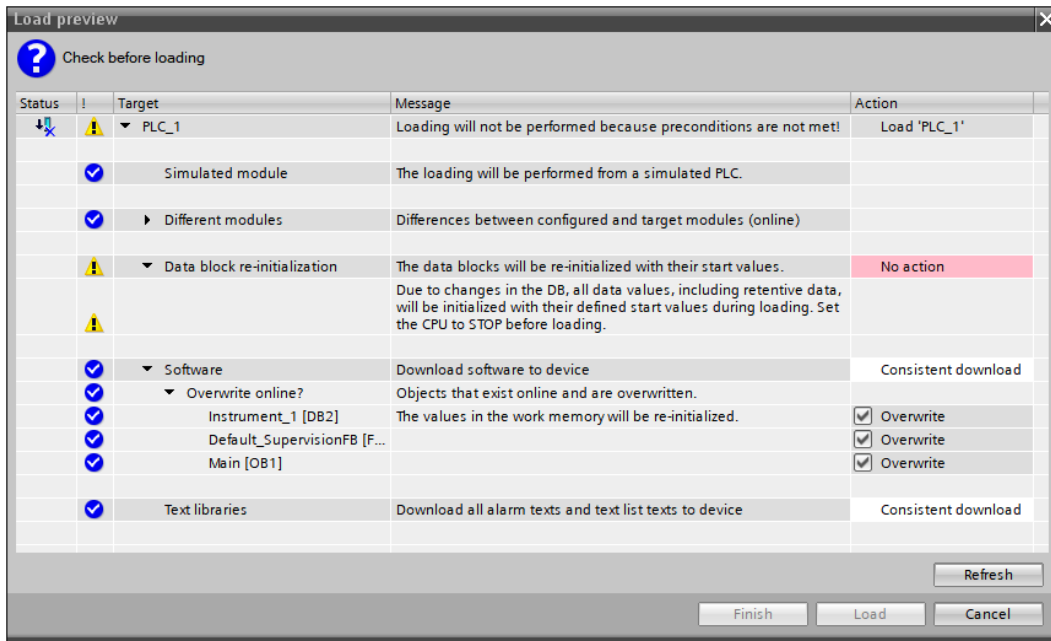 Load preview
Check before loading
Status ! Target Message Action
PLC_1 Loading will not be performed because preconditions are not met! Load 'PLC_1'
Simulated module The loading will be performed from a simulated PLC.
Different modules Differences between configured and target modules (online)
Data block re-initialization The data blocks will be re-initialized with their start values. No action
Due to changes in the DB, all data values, including retentive data,
will be initialized with their defined start values during loading. Set
the CPU to STOP before loading.
Software Download software to device Consistent download
Overwrite online? Objects that exist online and are overwritten.
Instrument_1 [DB2] The values in the work memory will be re-initialized. Overwrite
Default_SupervisionFB [F... Overwrite
Main [OB1] Overwrite
Text libraries Download all alarm texts and text list texts to device Consistent download
Refresh
Finish Load Cancel